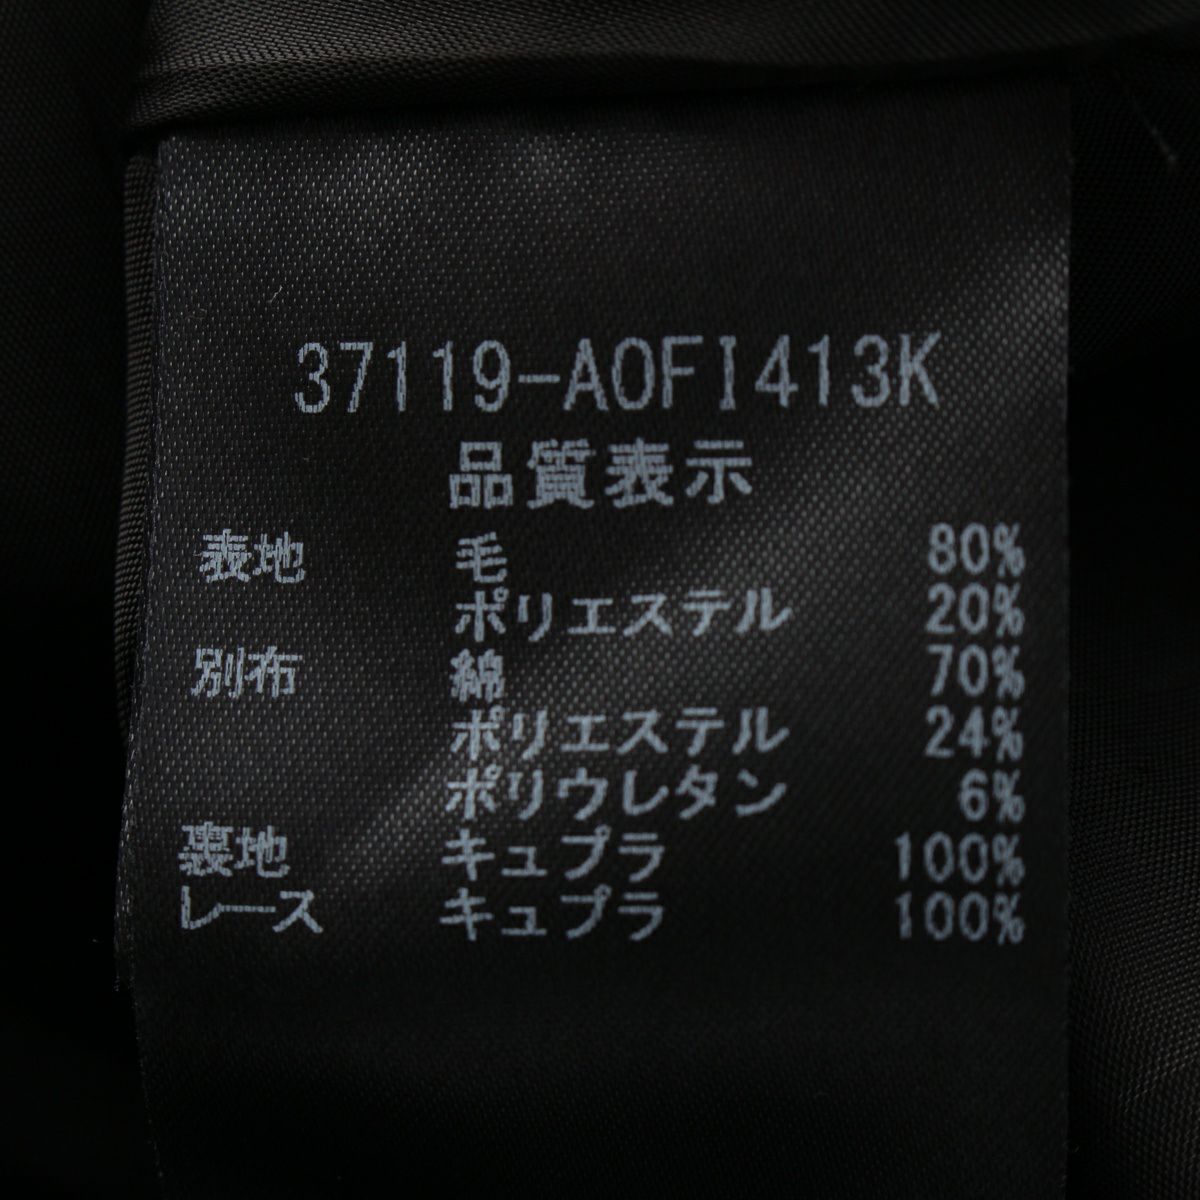 37119-A0FI413K
品質表示
表地 毛 80%
ポリエステル 20%
別布 綿 70%
ポリエステル 24%
ポリウレタン 6%
裏地 キュプラ 100%
レース キュプラ 100%